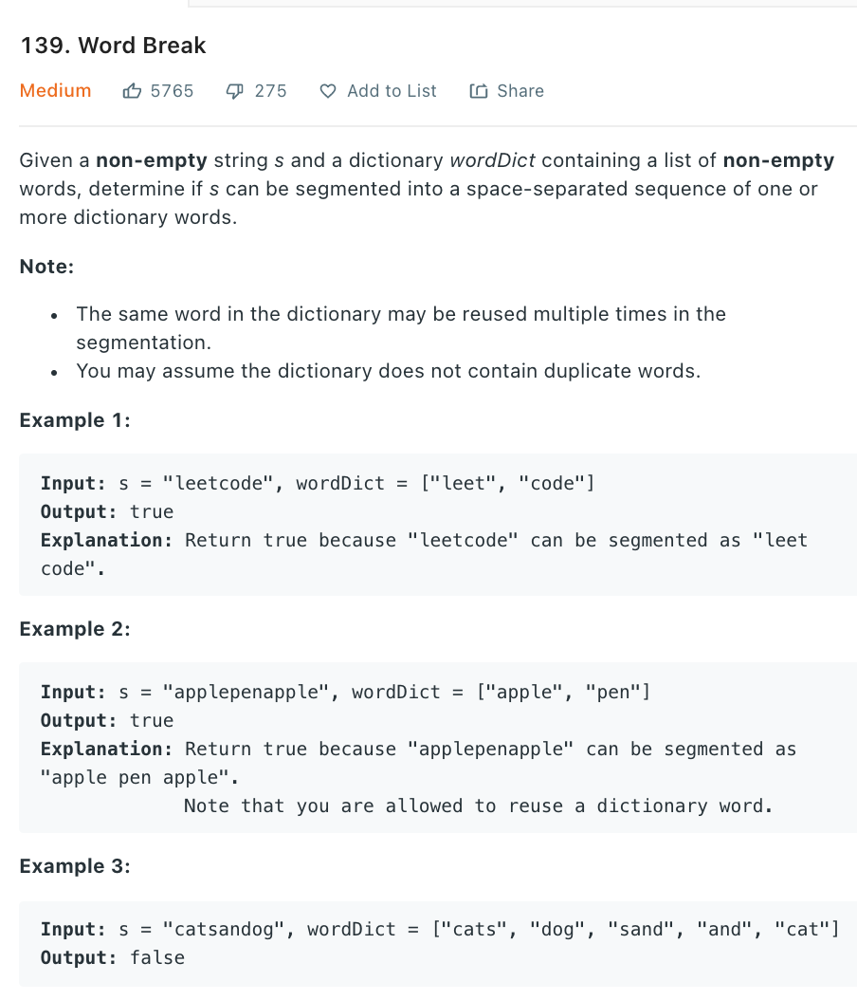 139. Word Break
Medium 5765 275 Add to List Share
Given a non-empty string s and a dictionary wordDict containing a list of non-empty
words, determine if s can be segmented into a space-separated sequence of one or
more dictionary words.
Note:
• The same word in the dictionary may be reused multiple times in the
segmentation.
• You may assume the dictionary does not contain duplicate words.
Example 1:
Input: s = "leetcode", wordDict = ["leet", "code"]
Output: true
Explanation: Return true because "leetcode" can be segmented as "leet
code".
Example 2:
Input: s = "applepenapple", wordDict = ["apple", "pen"]
Output: true
Explanation: Return true because "applepenapple" can be segmented as
"apple pen apple".
Note that you are allowed to reuse a dictionary word.
Example 3:
Input: s = "catsandog", wordDict = ["cats", "dog", "sand", "and", "cat"]
Output: false